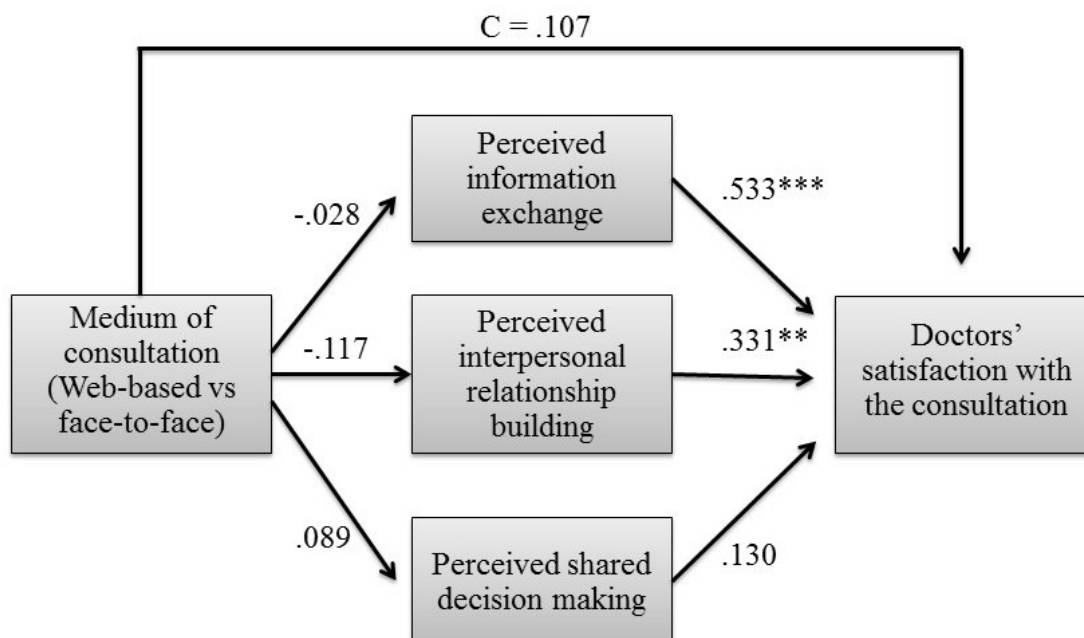 C = .107
Perceived
information
exchange
-.028
.533***
Medium of
consultation
(Web-based vs
face-to-face)
-.117
Perceived
interpersonal
relationship
building
.331**
Doctors’
satisfaction with
the consultation
.089
Perceived shared
decision making
.130